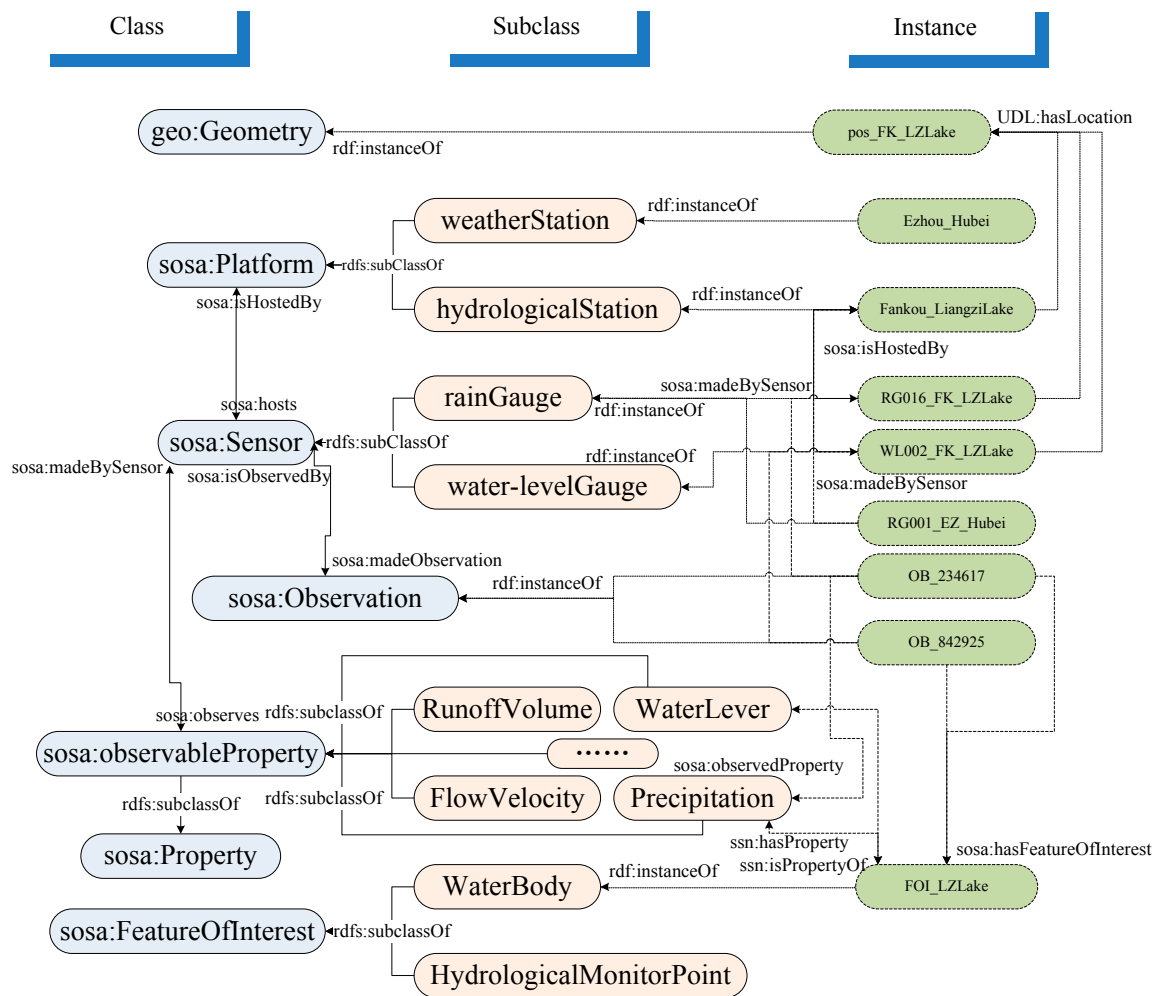 Class
Subclass
Instance
UDL:hasLocation
geo:Geometry
pos_FK_LZLake
rdf:instanceOf
rdf:instanceOf
weatherStation
Ezhou_Hubei
sosa:Platform
rdfs:subClassOf
sosa:isHostedBy
rdf:instanceOf
hydrologicalStation
Fankou_LiangziLake
sosa:isHostedBy
sosa:madeBySensor
rainGauge
RG016_FK_LZLake
sosa:hosts
rdf:instanceOf
sosa:Sensor
rdfs:subClassOf
WL002_FK_LZLake
sosa:madeBySensor
sosa:isObservedBy
rdf:instanceOf
water-levelGauge
sosa:madeBySensor
RG001_EZ_Hubei
sosa:madeObservation
rdf:instanceOf
OB_234617
sosa:Observation
OB_842925
sosa:observes
rdfs:subclassOf
RunoffVolume
WaterLever
sosa:observableProperty
……
sosa:observedProperty
rdfs:subclassOf
rdfs:subclassOf
FlowVelocity
Precipitation
sosa:Property
ssn:hasProperty
ssn:isPropertyOf
sosa:hasFeatureOfInterest
WaterBody
rdf:instanceOf
FOI_LZLake
sosa:FeatureOfInterest
rdfs:subclassOf
HydrologicalMonitorPoint